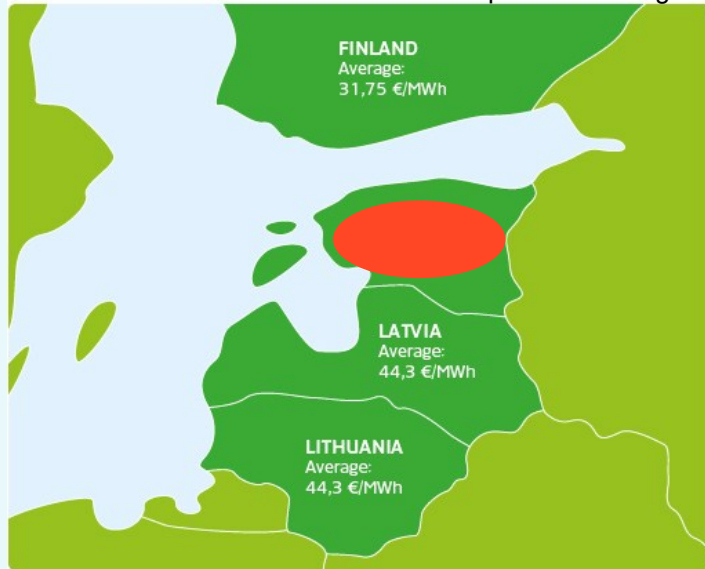 FINLAND
Average:
31,75 €/MWh
LATVIA
Average:
44,3 €/MWh
LITHUANIA
Average:
44,3 €/MWh